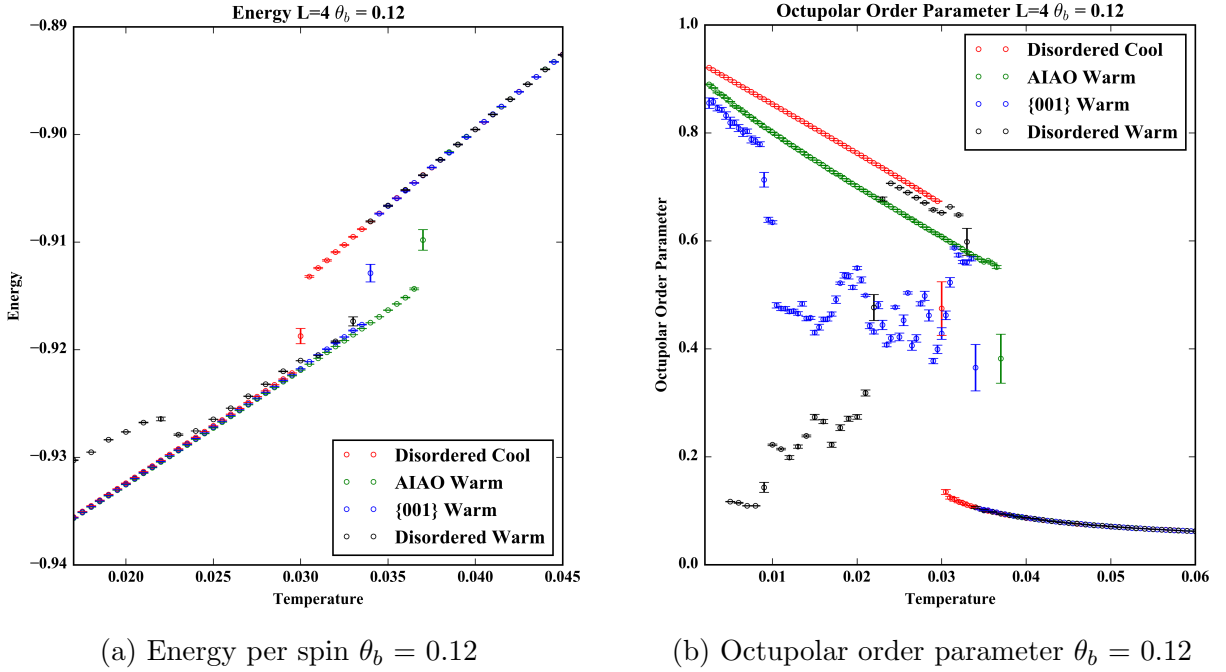 Energy L=4 θb = 0.12
−0.89
−0.90
−0.91
−0.92
−0.93
−0.94
Energy
0.020
0.025
0.030
0.035
0.040
0.045
Temperature
Disordered Cool
AIAO Warm
{001} Warm
Disordered Warm
(a) Energy per spin θb = 0.12
Octupolar Order Parameter L=4 θb = 0.12
1.0
0.8
0.6
0.4
0.2
0.0
Octupolar Order Parameter
0.01
0.02
0.03
0.04
0.05
0.06
Temperature
Disordered Cool
AIAO Warm
{001} Warm
Disordered Warm
(b) Octupolar order parameter θb = 0.12